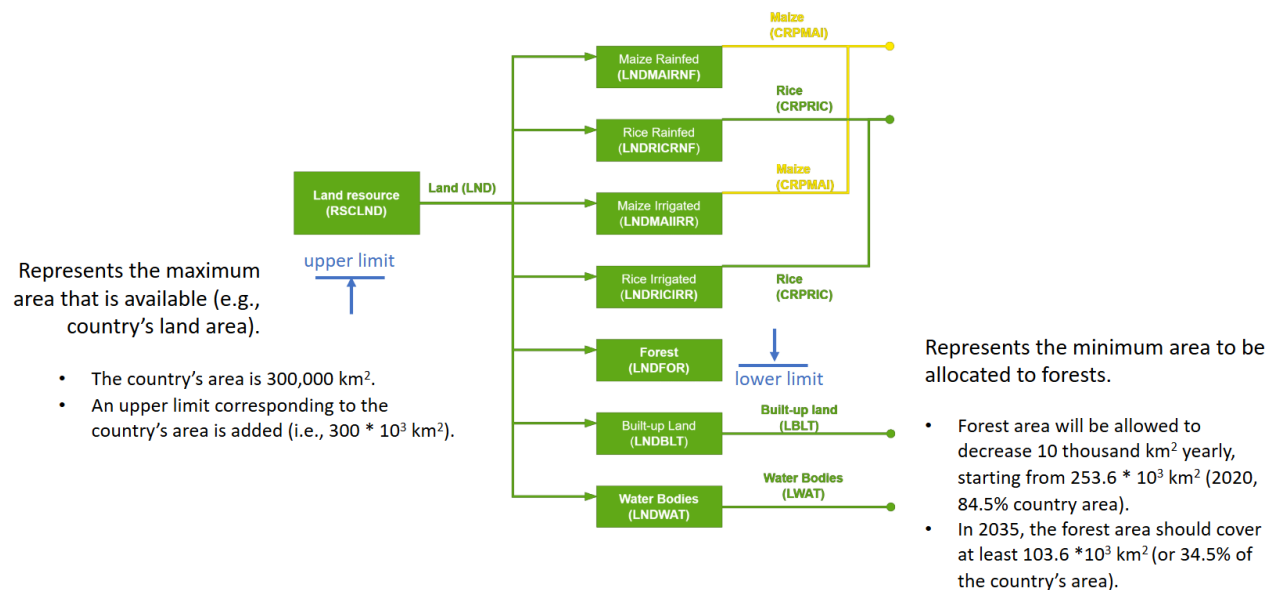 Maize
(CRPMAI)
Maize Rainfed
(LNDMAIRNF)
Rice
(CRPRIC)
Rice Rainfed
(LNDRICRNF)
Maize
(CRPMAI)
Land resource
(RSCLND)
Land (LND)
Maize Irrigated
(LNDMAIIRR)
upper limit
Represents the maximum
area that is available (e.g.,
country’s land area).
• The country’s area is 300,000 km².
• An upper limit corresponding to the
country’s area is added (i.e., 300 * 10³ km²).
Rice Irrigated
(LNDRICIRR)
Rice
(CRPRIC)
Forest
(LNDFOR)
lower limit
Built-up Land
(LNDBLT)
Built-up land
(LBLT)
Water Bodies
(LNDWAT)
Water Bodies
(LWAT)
Represents the minimum area to be
allocated to forests.
• Forest area will be allowed to
decrease 10 thousand km² yearly,
starting from 253.6 * 10³ km² (2020,
84.5% country area).
• In 2035, the forest area should cover
at least 103.6 *10³ km² (or 34.5% of
the country’s area).